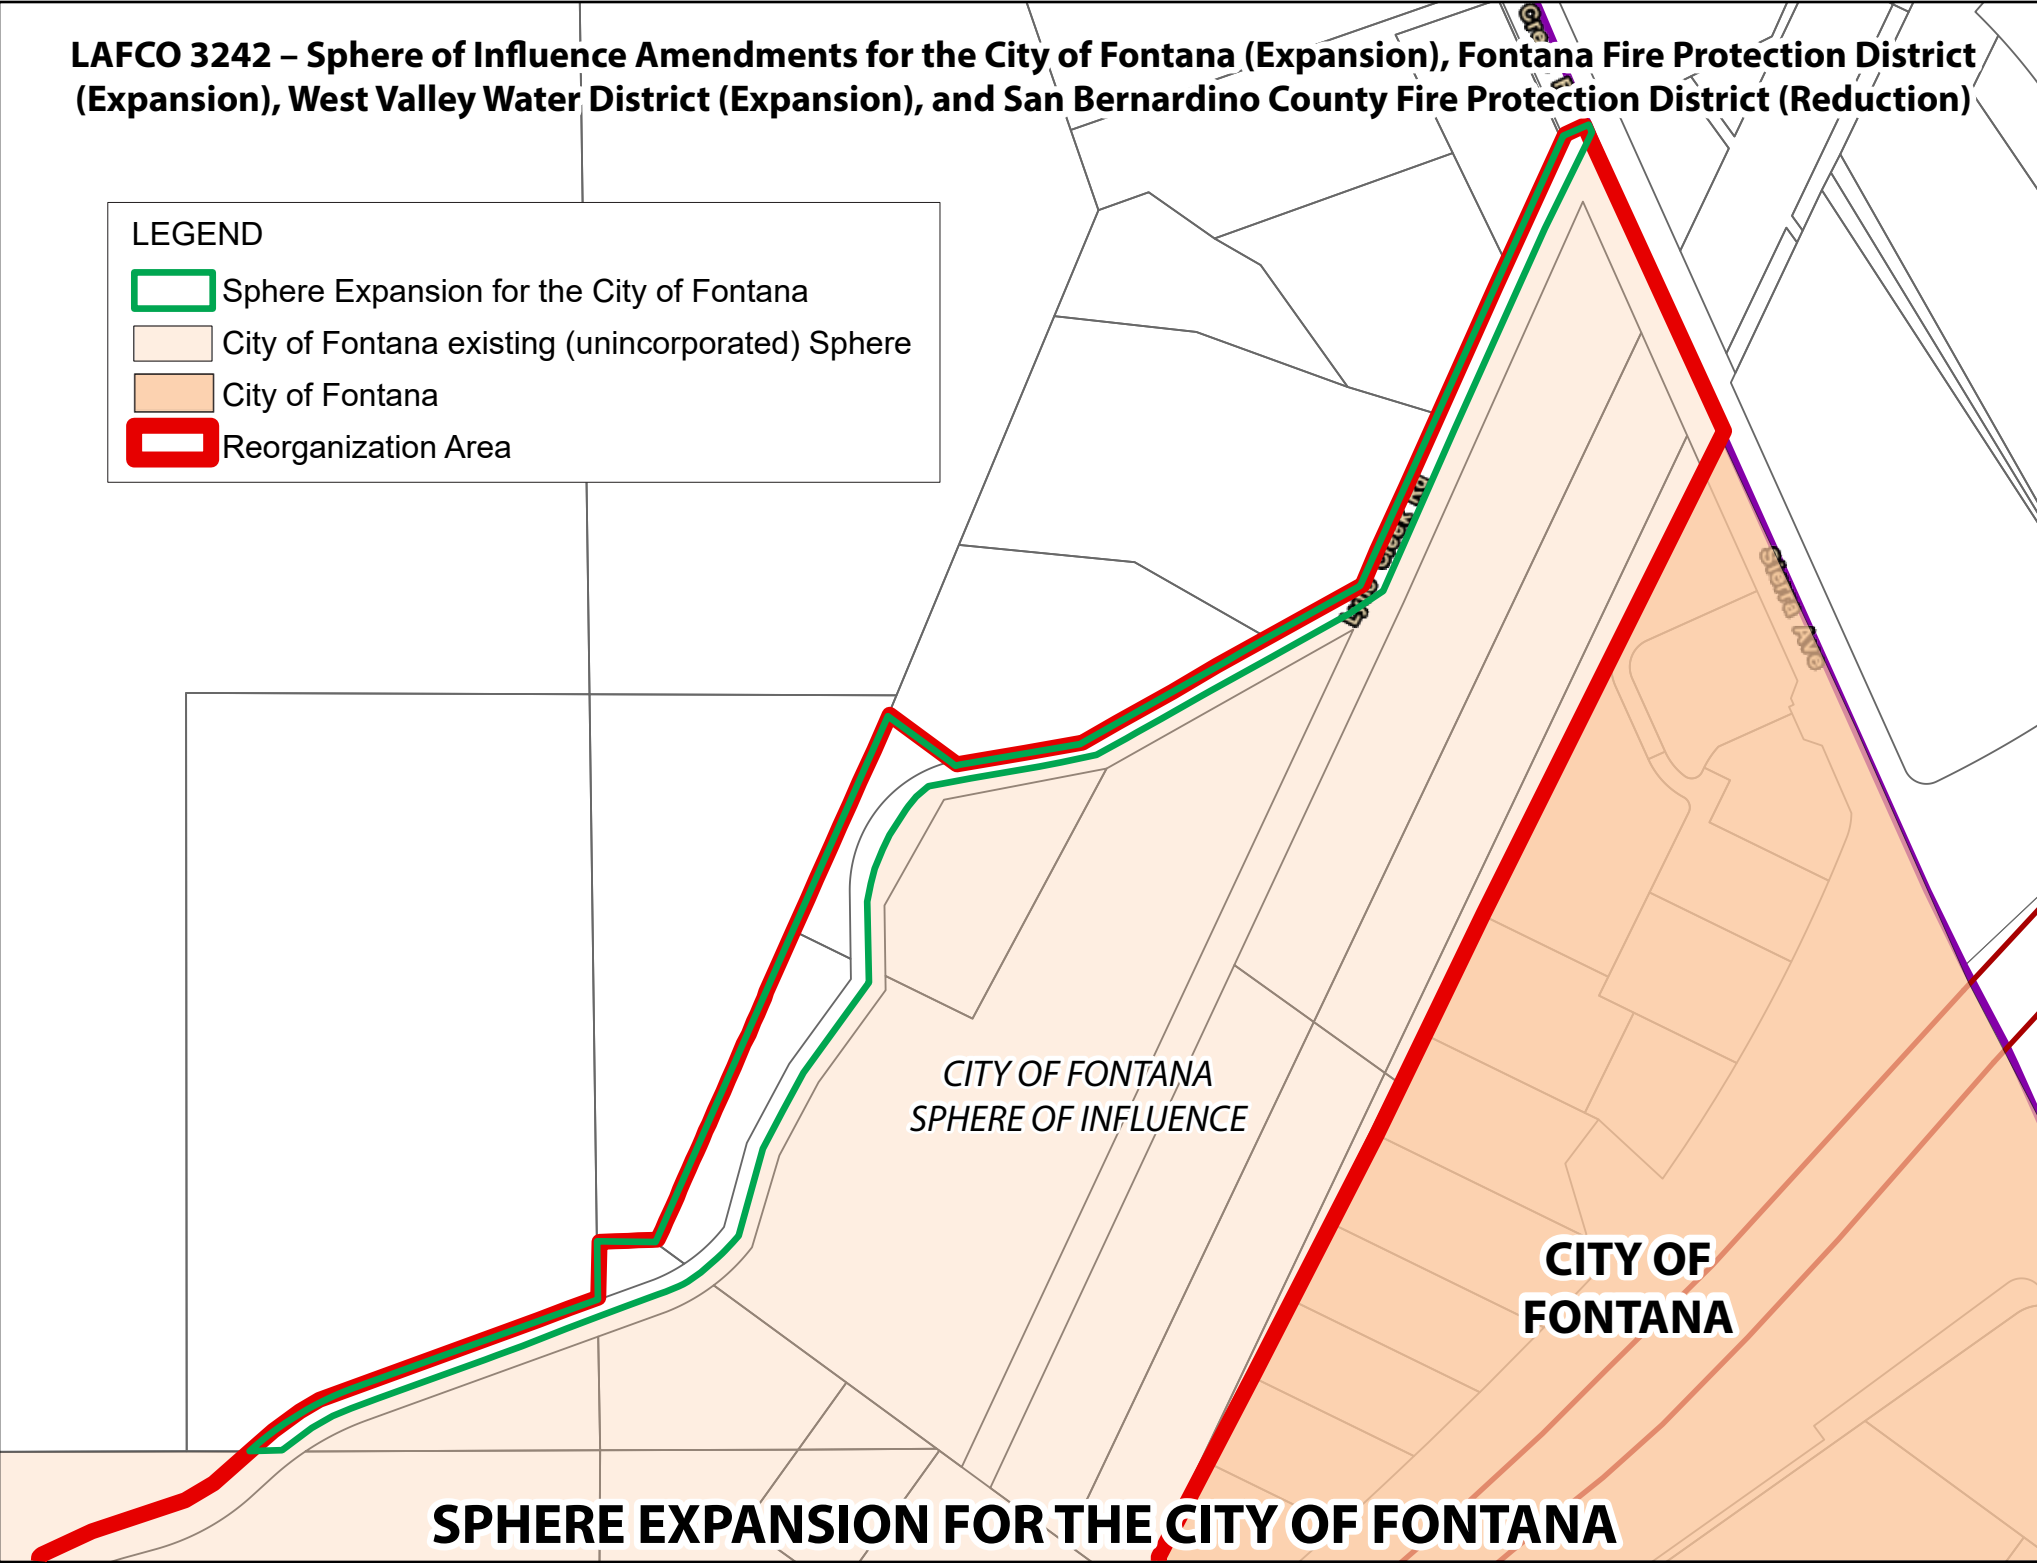 LAFCO 3242 – Sphere of Influence Amendments for the City of Fontana (Expansion), Fontana Fire Protection District
(Expansion), West Valley Water District (Expansion), and San Bernardino County Fire Protection District (Reduction)
LEGEND
Sphere Expansion for the City of Fontana
City of Fontana existing (unincorporated) Sphere
City of Fontana
Reorganization Area
Sierra Ave
CITY OF FONTANA
SPHERE OF INFLUENCE
CITY OF
FONTANA
SPHERE EXPANSION FOR THE CITY OF FONTANA